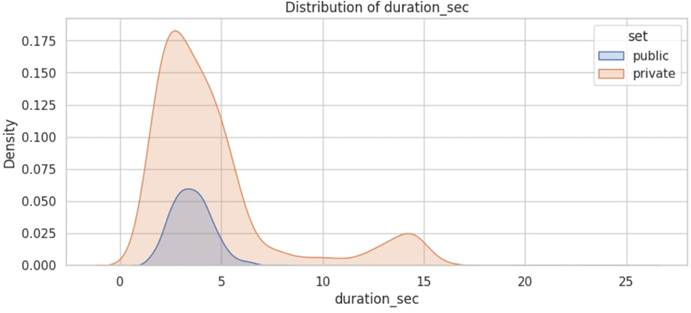 Distribution of duration_sec
set
public
private
Density
0.175
0.150
0.125
0.100
0.075
0.050
0.025
0.000
0 5 10 15 20 25
duration_sec